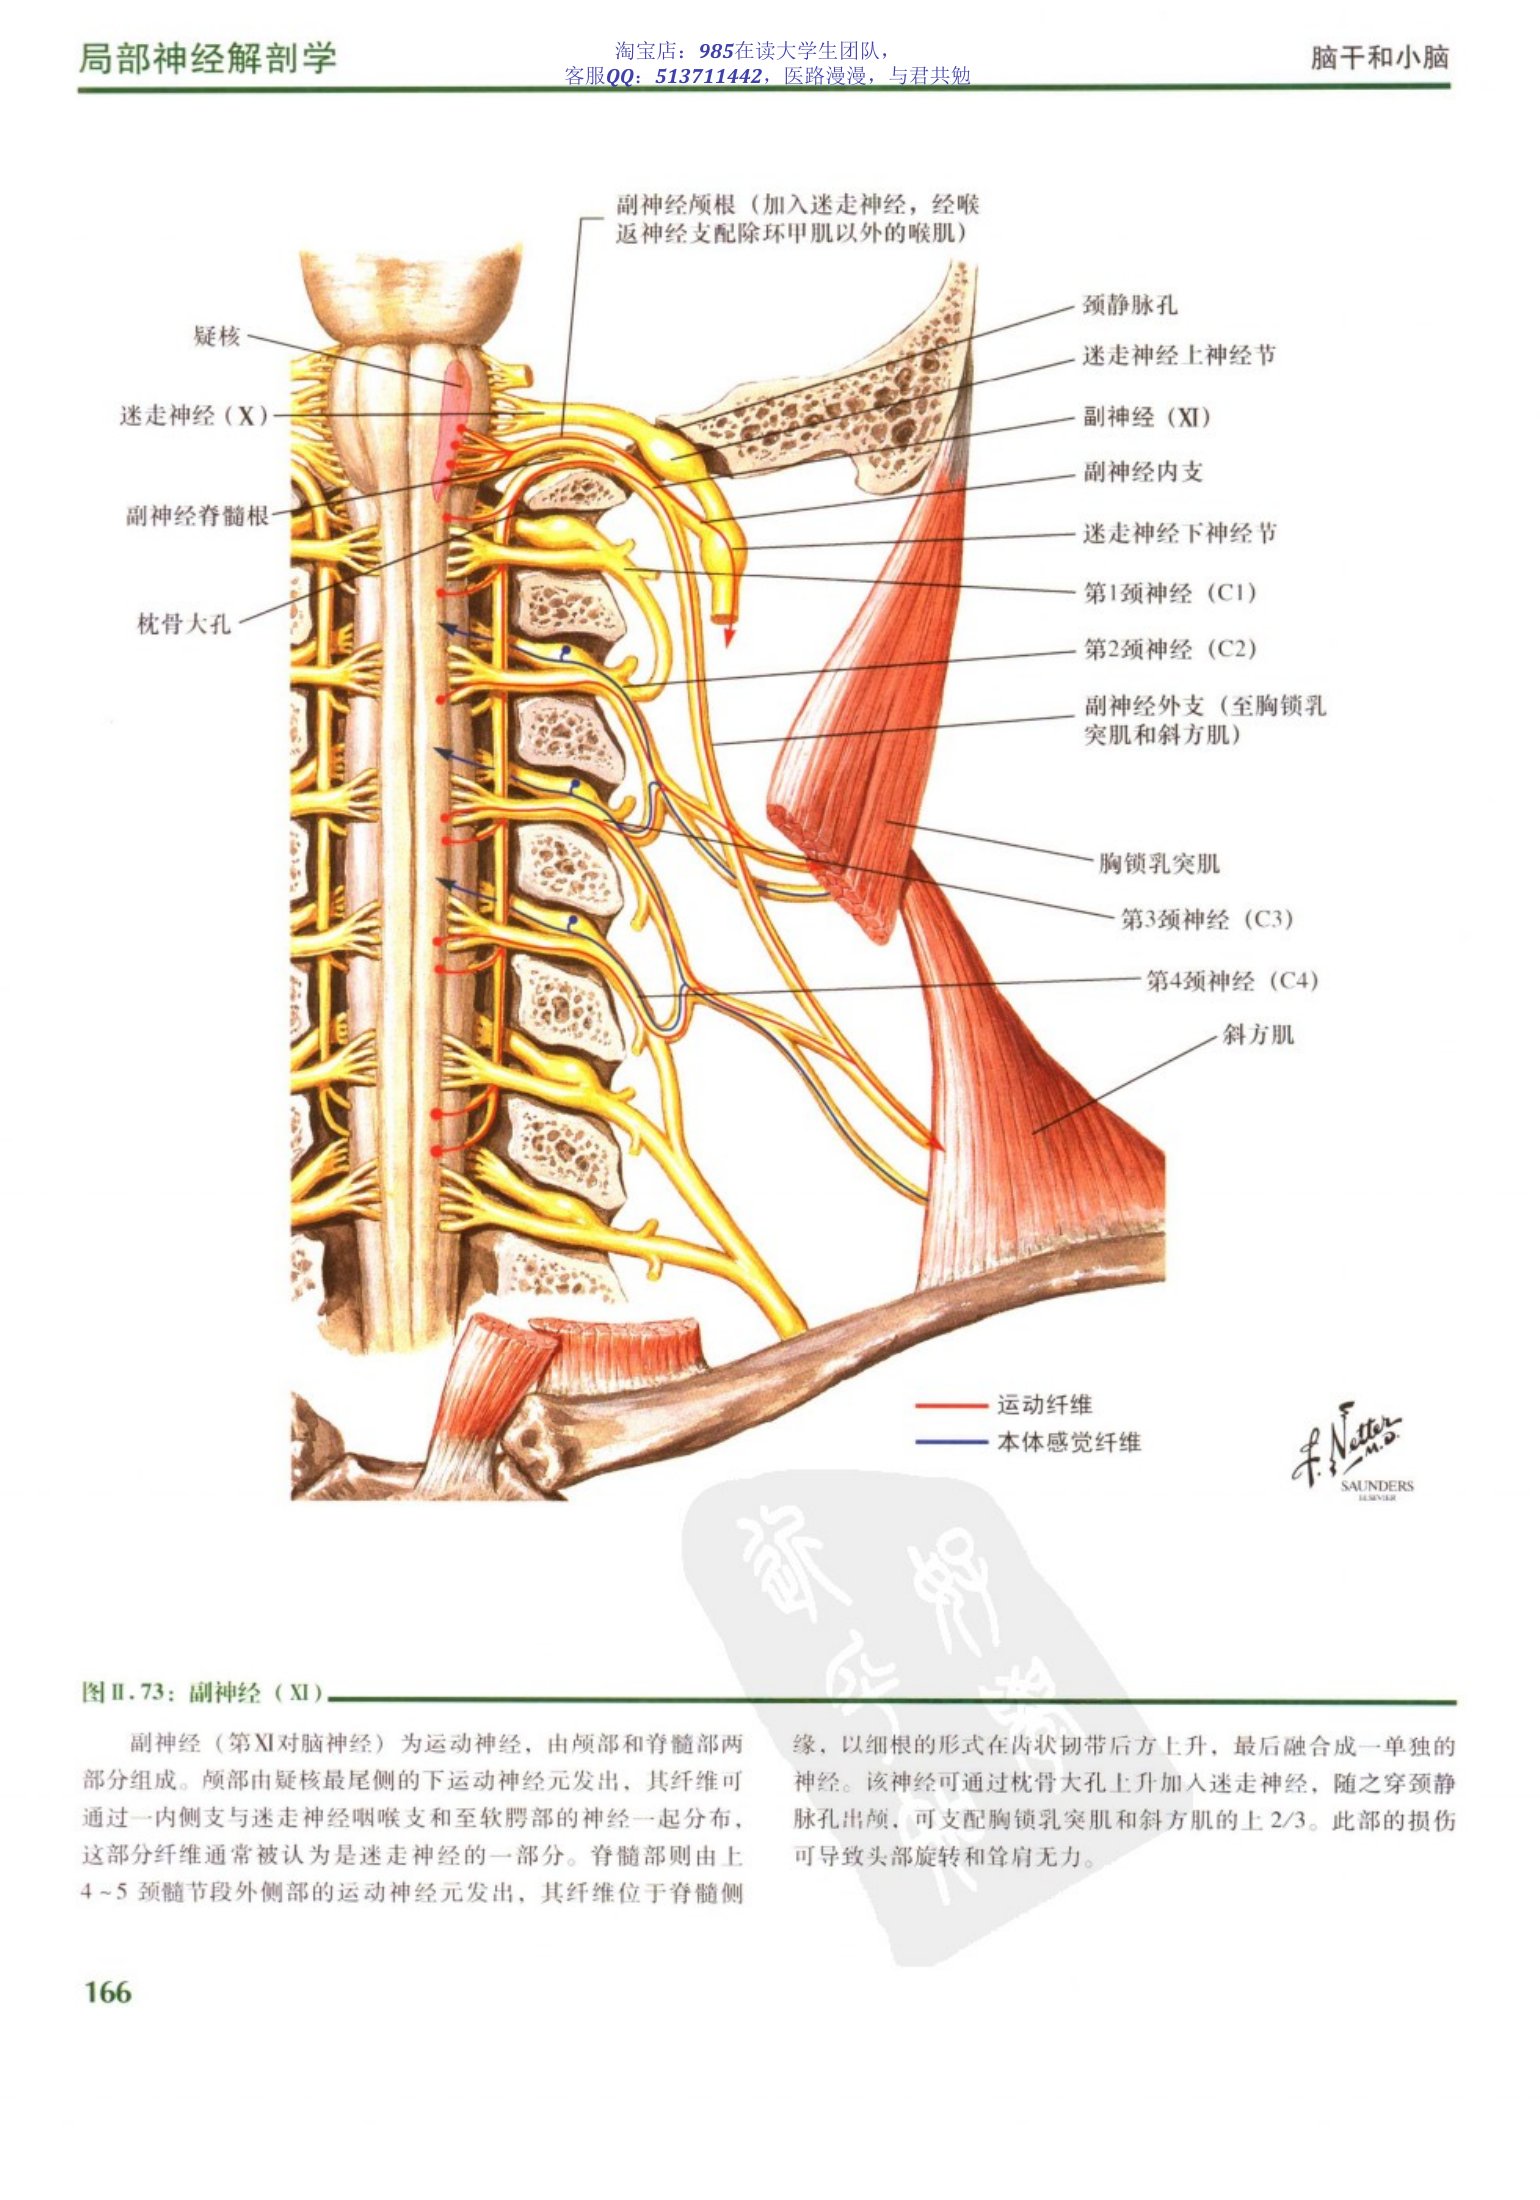 局部神经解剖学
淘宝店：985在读大学生团队，
客服QQ：513711442，医路漫漫，与君共勉
脑干和小脑
副神经颅根（加入迷走神经，经喉
返神经支配除环甲肌以外的喉肌）
疑核
迷走神经（X）
副神经脊髓根
枕骨大孔
颈静脉孔
迷走神经上神经节
副神经（XI）
副神经内支
迷走神经下神经节
第1颈神经（C1）
第2颈神经（C2）
副神经外支（至胸锁乳
突肌和斜方肌）
胸锁乳突肌
第3颈神经（C3）
第4颈神经（C4）
斜方肌
运动纤维
本体感觉纤维
F. Netter M.D.
SAUNDERS
ELSEVIER
图Ⅱ.73：副神经（XI）
副神经（第XI对脑神经）为运动神经，由颅部和脊髓部两
部分组成。颅部由疑核最尾侧的下运动神经元发出，其纤维可
通过一内侧支与迷走神经咽喉支和至软腭部的神经一起分布，
这部分纤维通常被认为是迷走神经的一部分。脊髓部则由上
4～5 颈髓节段外侧部的运动神经元发出，其纤维位于脊髓侧
缘，以细根的形式在齿状韧带后方上升，最后融合成一单独的
神经。该神经可通过枕骨大孔上升加入迷走神经，随之穿颈静
脉孔出颅，可支配胸锁乳突肌和斜方肌的上 2/3。此部的损伤
可导致头部旋转和耸肩无力。
166